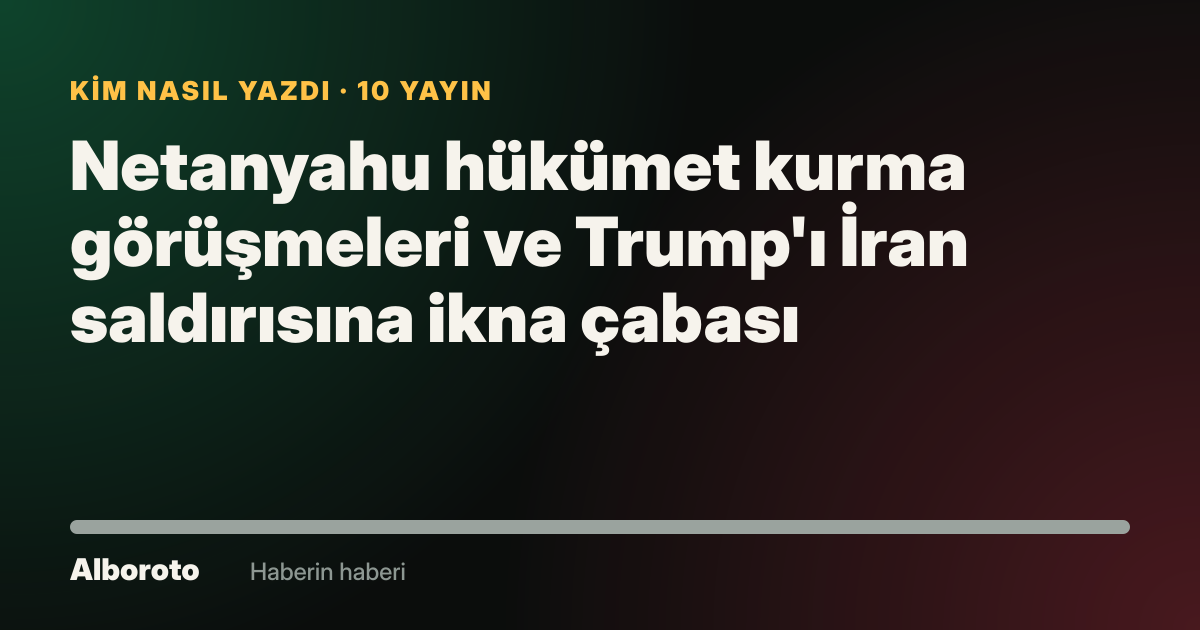 KİM NASIL YAZDI · 10 YAYIN
Netanyahu hükümet kurma
görüşmeleri ve Trump'ı İran
saldırısına ikna çabası
Alboroto
Haberin haberi